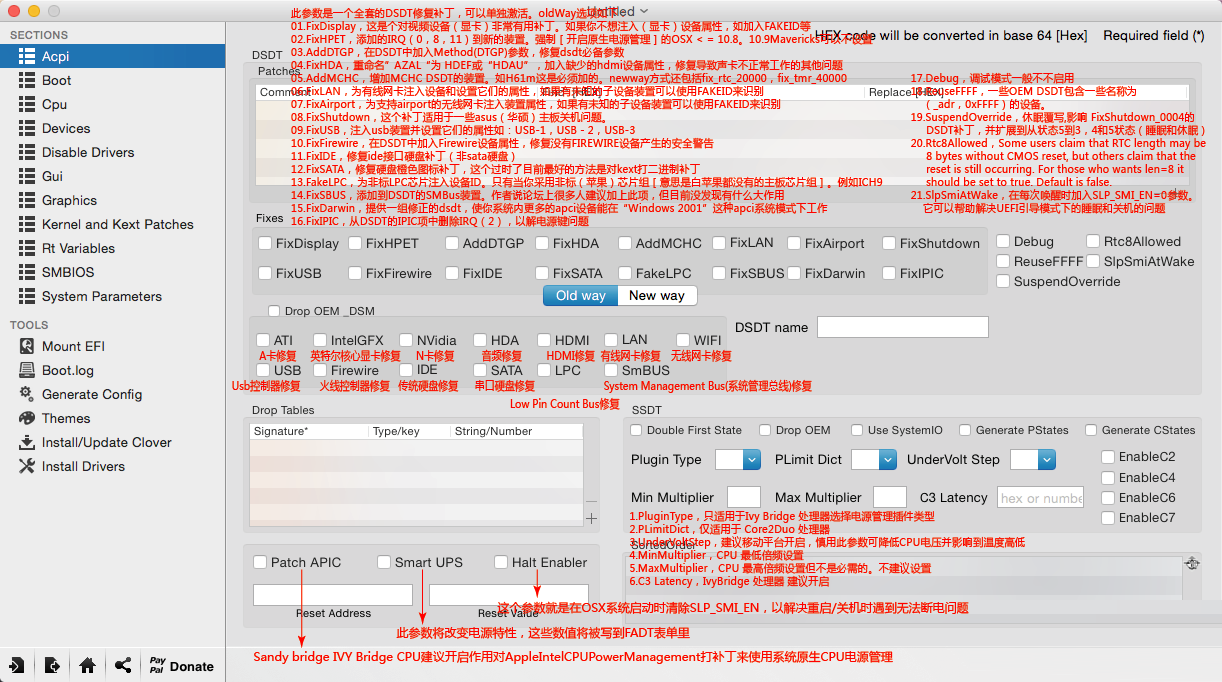 Untitled
此参数是一个全套的DSDT修复补丁，可以单独激活。oldWay选项如下：
SECTIONS
Acpi
Boot
Cpu
Devices
Disable Drivers
Gui
Graphics
Kernel and Kext Patches
Rt Variables
SMBIOS
System Parameters
TOOLS
Mount EFI
Boot.log
Generate Config
Themes
Install/Update Clover
Install Drivers
Pay Pal Donate
HEX code will be converted in base 64 [Hex] Required field (*)
DSDT
Patches
Comment
Find* [HEX]
Replace* [HEX]
01.FixDisplay，这是个对视频设备（显卡）非常有用补丁。如果你不想注入（显卡）设备属性，如加入FAKEID等
02.FixHPET，添加的IRQ（0，8，11）到新的装置。强制［开启原生电源管理］的OSX < = 10.8。10.9Mavericks可以不设置
03.AddDTGP，在DSDT中加入Method(DTGP)参数，修复dsdt必备参数
04.FixHDA，重命名”AZAL“为 HDEF或“HDAU”，加入缺少的hdmi设备属性，修复导致声卡不正常工作的其他问题
05.AddMCHC，增加MCHC DSDT的装置。如H61m这是必须加的。newway方式还包括fix_rtc_20000，fix_tmr_40000
06.FixLAN，为有线网卡注入设备和设置它们的属性，如果有未知的子设备装置可以使用FAKEID来识别
07.FixAirport，为支持airport的无线网卡注入装置属性，如果有未知的子设备装置可以使用FAKEID来识别
08.FixShutdown，这个补丁适用于一些asus（华硕）主板关机问题。
09.FixUSB，注入usb装置并设置它们的属性如：USB-1，USB－2，USB-3
10.FixFirewire，在DSDT中加入Firewire设备属性，修复没有FIREWIRE设备产生的安全警告
11.FixIDE，修复ide接口硬盘补丁（非sata硬盘）
12.FixSATA，修复硬盘橙色图标补丁，这个过时了目前最好的方法是对kext打二进制补丁
13.FakeLPC，为非标LPC芯片注入设备ID。只有当你采用非标（苹果）芯片组［意思是白苹果都没有的主板芯片组］。例如ICH9
14.FixSBUS，添加到DSDT的SMBus装置。作者说论坛上很多人建议加上此项，但目前没发现有什么大作用
15.FixDarwin，提供一组修正的dsdt，使你系统内更多的apci设备能在“Windows 2001”这种apci系统模式下工作
16.FixIPIC，从DSDT的IPIC项中删除IRQ（2），以解电源键问题
17.Debug，调试模式一般不不启用
18.ReuseFFFF，一些OEM DSDT包含一些名称为
（_adr，0xFFFF）的设备。
19.SuspendOverride，休眠覆写,影响 FixShutdown_0004的
DSDT补丁，并扩展到从状态5到3，4和5状态（睡眠和休眠）
20.Rtc8Allowed，Some users claim that RTC length may be
8 bytes without CMOS reset, but others claim that the
reset is still occurring. For those who wants len=8 it
should be set to true. Default is false.
21.SlpSmiAtWake，在每次唤醒时加入SLP_SMI_EN=0参数。
它可以帮助解决UEFI引导模式下的睡眠和关机的问题
Fixes
FixDisplay FixHPET AddDTGP FixHDA AddMCHC FixLAN FixAirport FixShutdown
FixUSB FixFirewire FixIDE FixSATA FakeLPC FixSBUS FixDarwin FixIPIC
Debug Rtc8Allowed
ReuseFFFF SlpSmiAtWake
SuspendOverride
Old way New way
Drop OEM _DSM
ATI IntelGFX NVidia HDA HDMI LAN WIFI
A卡修复 英特尔核心显卡修复 N卡修复 音频修复 HDMI修复 有线网卡修复 无线网卡修复
USB Firewire IDE SATA LPC SmBUS
Usb控制器修复 火线控制器修复 传统硬盘修复 串口硬盘修复 System Management Bus(系统管理总线)修复
Low Pin Count Bus修复
DSDT name
Drop Tables
Signature* Type/key String/Number
SSDT
Double First State Drop OEM Use SystemIO Generate PStates Generate CStates
Plugin Type PLimit Dict UnderVolt Step
EnableC2
EnableC4
EnableC6
EnableC7
Min Multiplier Max Multiplier C3 Latency hex or numbe
1.PluginType，只适用于Ivy Bridge 处理器选择电源管理插件类型
2.PLimitDict，仅适用于 Core2Duo 处理器
3.UnderVoltStep，建议移动平台开启，慎用此参数可降低CPU电压并影响到温度高低
SortedOrder
4.MinMultiplier，CPU 最低倍频设置
5.MaxMultiplier，CPU 最高倍频设置但不是必需的。不建议设置
6.C3 Latency，IvyBridge 处理器 建议开启
Patch APIC Smart UPS Halt Enabler
Reset Address Reset Value
这个参数就是在OSX系统启动时清除SLP_SMI_EN，以解决重启/关机时遇到无法断电问题
此参数将改变电源特性，这些数值将被写到FADT表单里
Sandy bridge IVY Bridge CPU建议开启作用对AppleIntelCPUPowerManagement打补丁来使用系统原生CPU电源管理